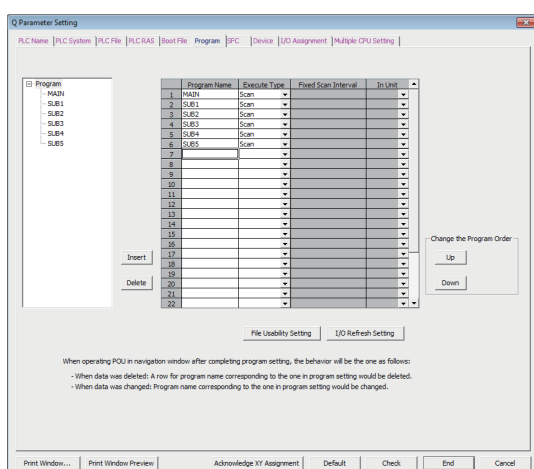 Q Parameter Setting
PLC Name PLC System PLC File PLC RAS Boot File Program SFC Device I/O Assignment Multiple CPU Setting
Program
MAIN
SUB1
SUB2
SUB3
SUB4
SUB5
Program Name Execute Type Fixed Scan Interval In Unit
1 MAIN Scan
2 SUB1 Scan
3 SUB2 Scan
4 SUB3 Scan
5 SUB4 Scan
6 SUB5 Scan
7
8
9
10
11
12
13
14
15
16
17
18
19
20
21
22
Insert
Delete
Change the Program Order
Up
Down
File Usability Setting I/O Refresh Setting
When operating POU in navigation window after completing program setting, the behavior will be the one as follows:
- When data was deleted: A row for program name corresponding to the one in program setting would be deleted.
- When data was changed: Program name corresponding to the one in program setting would be changed.
Print Window... Print Window Preview Acknowledge XY Assignment Default Check End Cancel